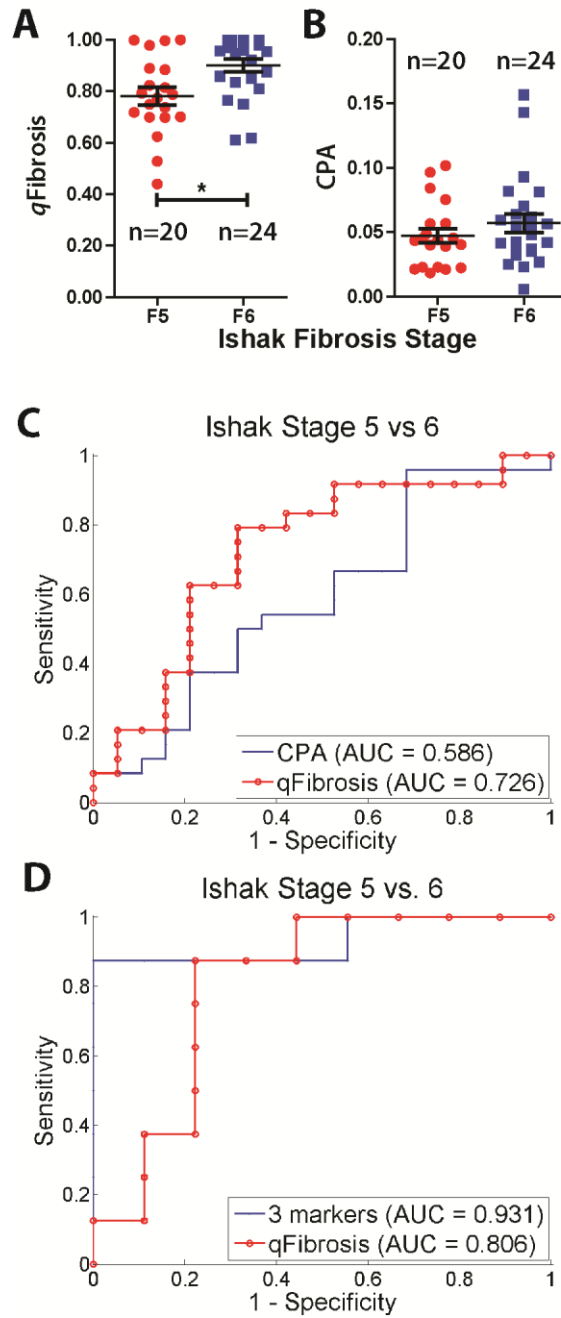 A
1.00
0.80
0.60
0.40
0.20
0.00
qFibrosis
*
n=20 n=24
F5 F6
B
n=20 n=24
0.20
0.15
0.10
0.05
0.00
CPA
F5 F6
Ishak Fibrosis Stage
C
Ishak Stage 5 vs 6
1
0.8
0.6
0.4
0.2
0
Sensitivity
CPA (AUC = 0.586)
qFibrosis (AUC = 0.726)
0.2 0.4 0.6 0.8 1
1 - Specificity
D
Ishak Stage 5 vs. 6
1
0.8
0.6
0.4
0.2
0
Sensitivity
3 markers (AUC = 0.931)
qFibrosis (AUC = 0.806)
0 0.2 0.4 0.6 0.8 1
1 - Specificity